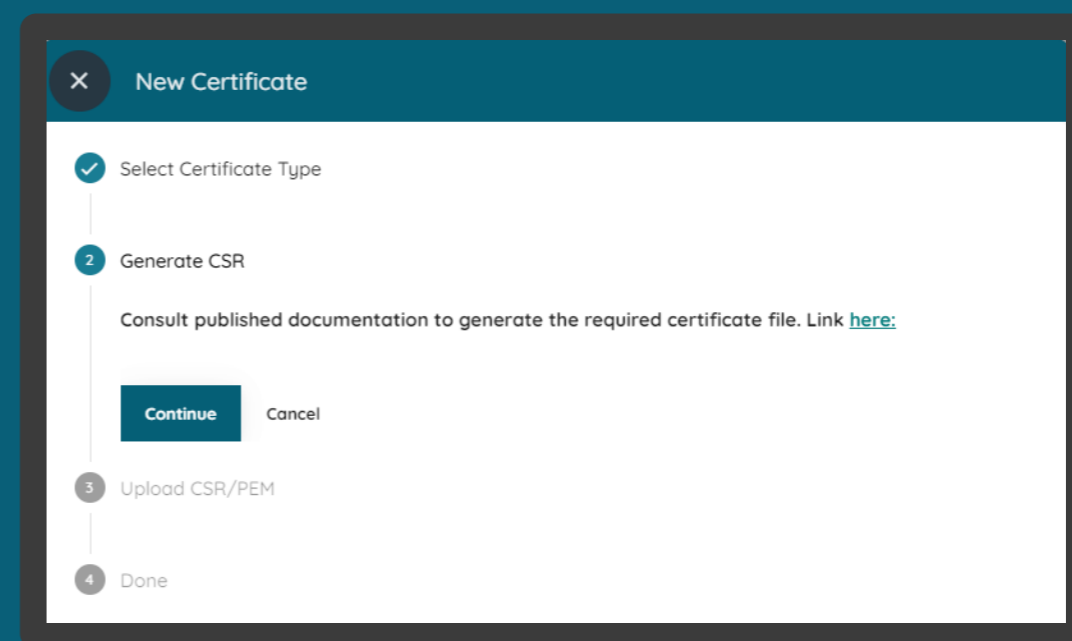 New Certificate
Select Certificate Type
2
Generate CSR
Consult published documentation to generate the required certificate file. Link here:
Continue
Cancel
3
Upload CSR/PEM
4
Done